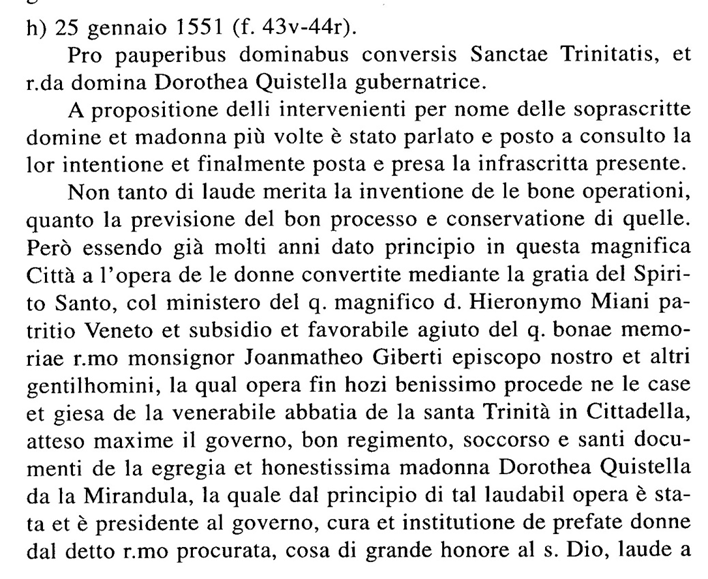 h) 25 gennaio 1551 (f. 43v-44r).
Pro pauperibus dominabus conversis Sanctae Trinitatis, et
r.da domina Dorothea Quistella gubernatrice.
A propositione delli intervenienti per nome delle soprascritte
domine et madonna più volte è stato parlato e posto a consulto la
lor intentione et finalmente posta e presa la infrascritta presente.
Non tanto di laude merita la inventione de le bone operationi,
quanto la previsione del bon processo e conservatione di quelle.
Però essendo già molti anni dato principio in questa magnifica
Città a l'opera de le donne convertite mediante la gratia del Spiri-
to Santo, col ministero del q. magnifico d. Hieronymo Miani pa-
tritio Veneto et subsidio et favorabile agiuto del q. bonae memo-
riae r.mo monsignor Joanmatheo Giberti episcopo nostro et altri
gentilhomini, la qual opera fin hozi benissimo procede ne le case
et giesa de la venerabile abbatia de la santa Trinità in Cittadella,
atteso maxime il governo, bon regimento, soccorso e santi docu-
menti de la egregia et honestissima madonna Dorothea Quistella
da la Mirandula, la quale dal principio di tal laudabil opera è sta-
ta et è presidente al governo, cura et institutione de prefate donne
dal detto r.mo procurata, cosa di grande honore al s. Dio, laude a